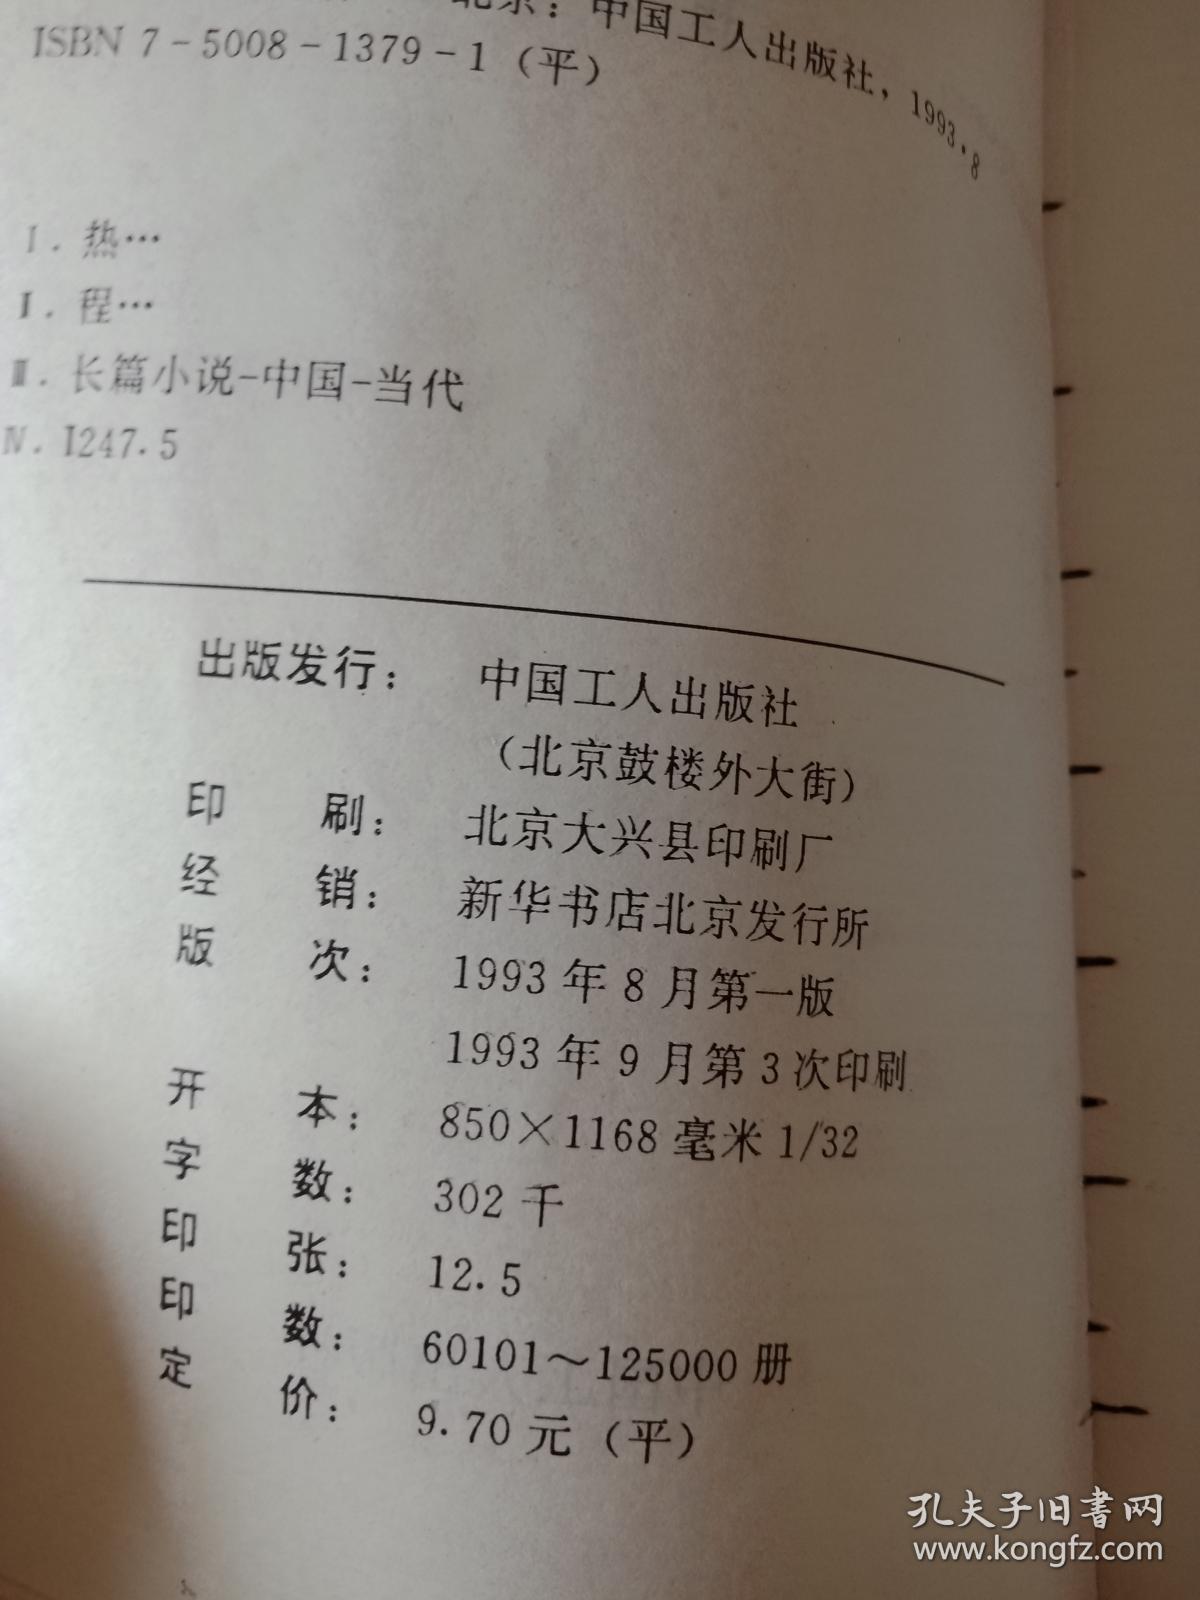 北京：中国工人出版社，1993.8
ISBN 7-5008-1379-1（平）
Ⅰ.热…
Ⅱ.程…
Ⅲ.长篇小说-中国-当代
Ⅳ.I247.5
出版发行：中国工人出版社
（北京鼓楼外大街）
印刷：北京大兴县印刷厂
经销：新华书店北京发行所
版次：1993年8月第一版
1993年9月第3次印刷
开本：850×1168毫米1/32
字数：302千
印张：12.5
印数：60101～125000册
定价：9.70元（平）
孔夫子旧书网
www.kongfz.com